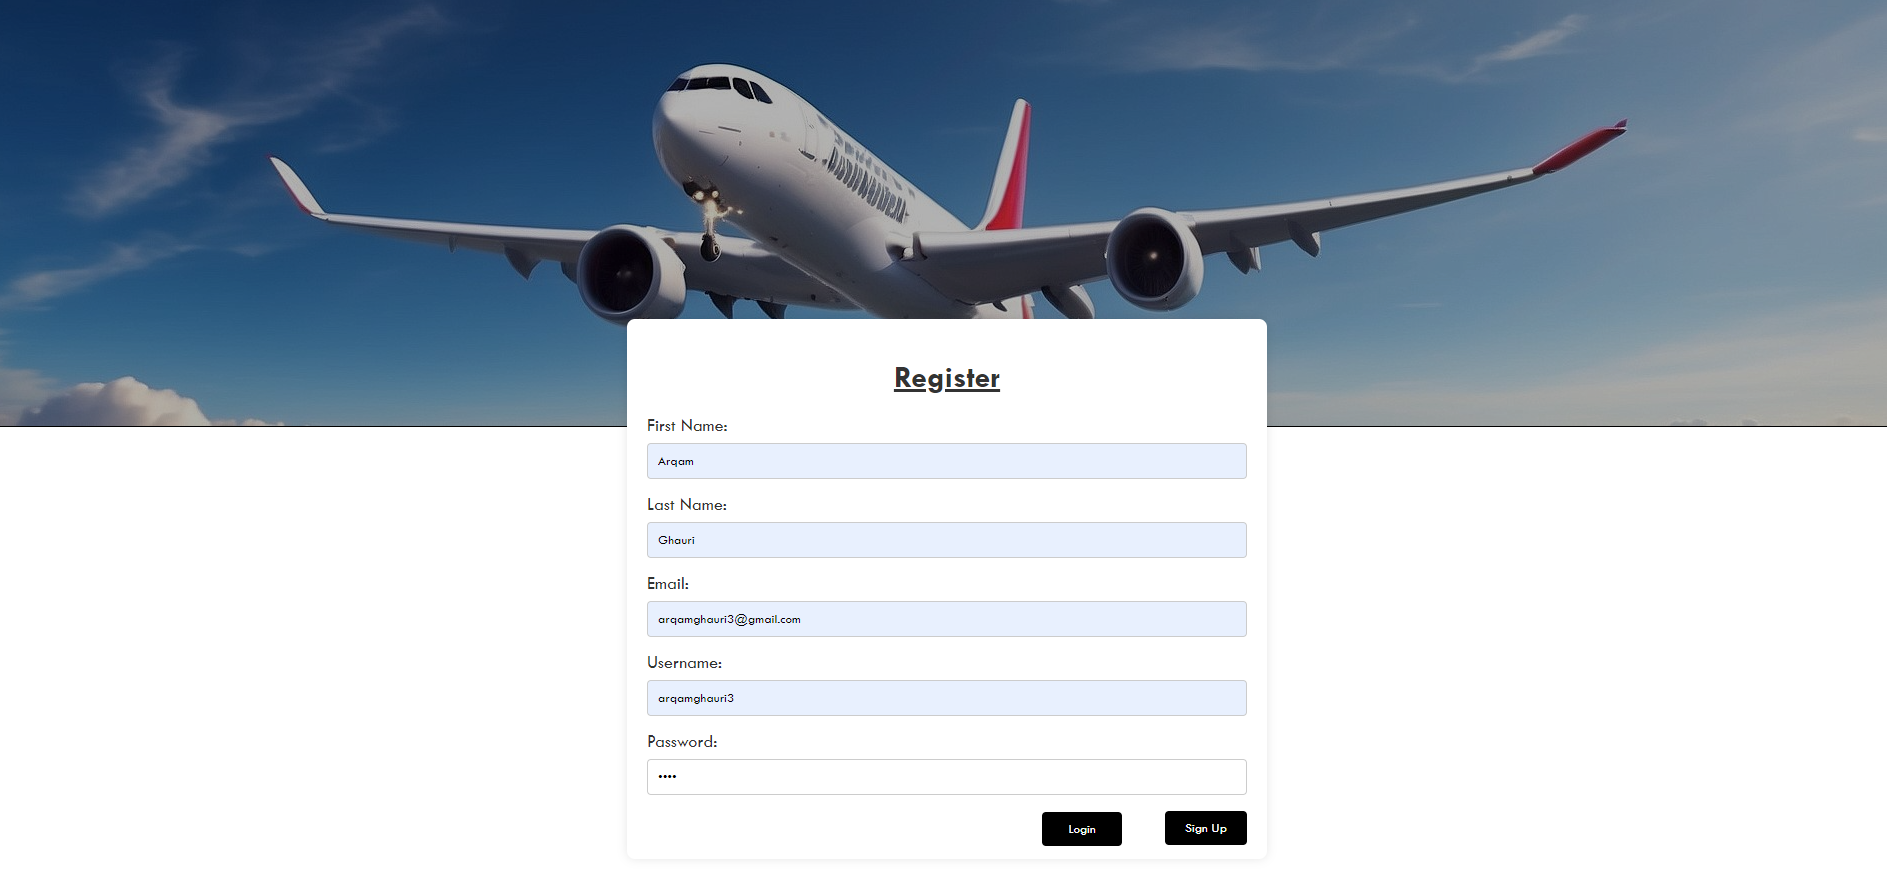 Register
First Name:
Arqam
Last Name:
Ghauri
Email:
arqamghauri3@gmail.com
Username:
arqamghauri3
Password:
••••
Login
Sign Up